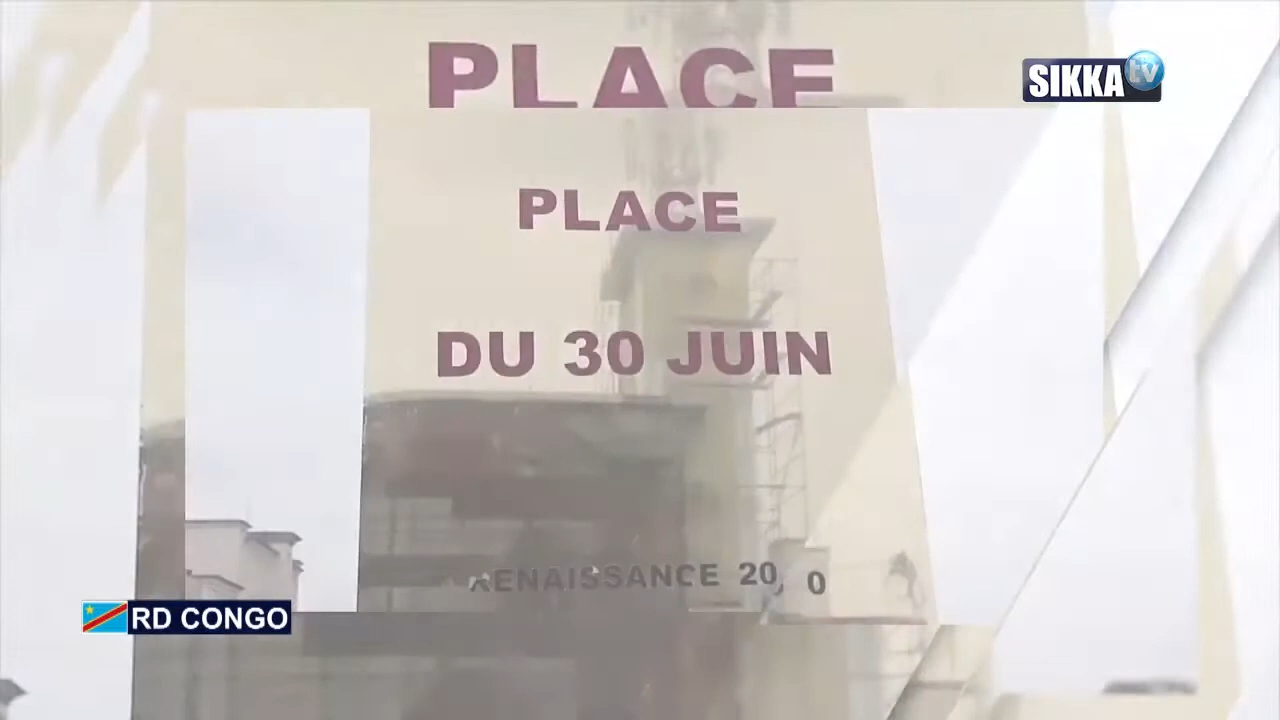 PLACE
SIKKA tv
PLACE
DU 30 JUIN
RENAISSANCE
RD CONGO